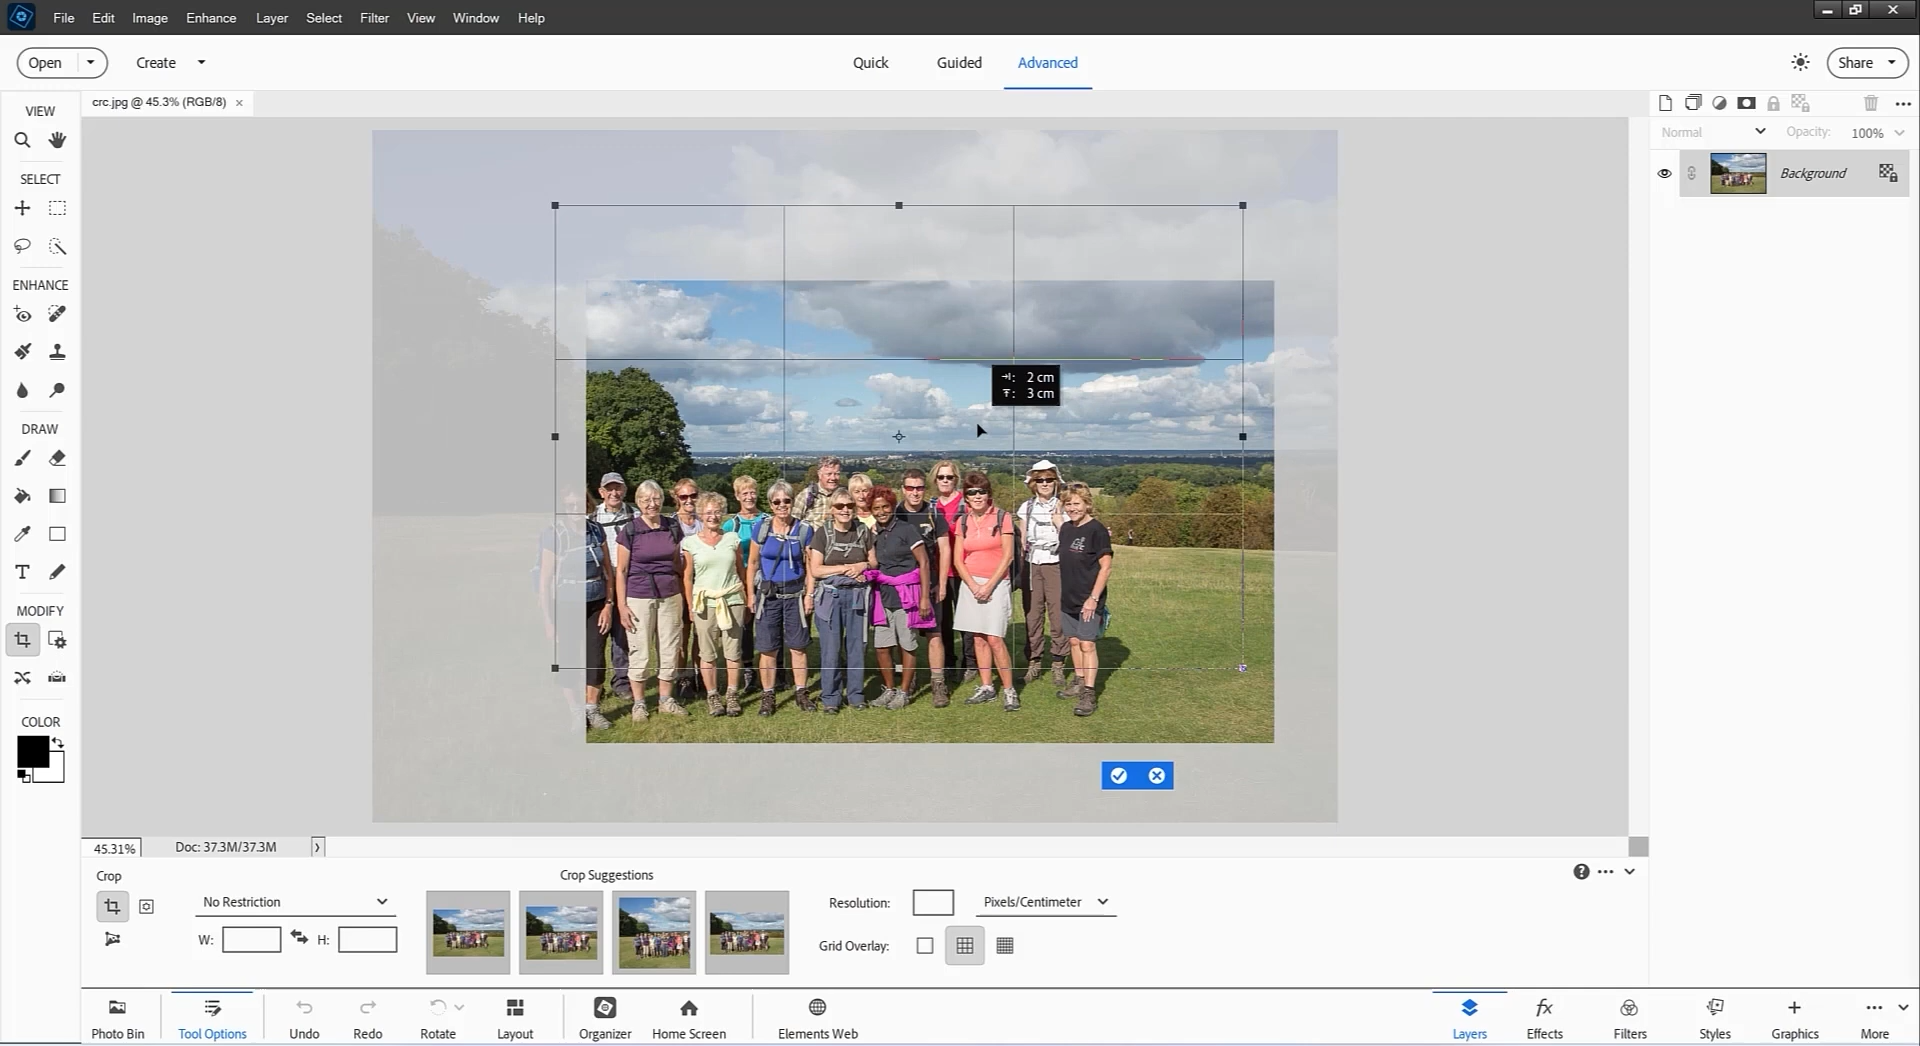 File Edit Image Enhance Layer Select Filter View Window Help
Open Create Quick Guided Advanced Share
crc.jpg @ 45.3% (RGB/8) ×
VIEW
Normal Opacity: 100%
Background
SELECT
ENHANCE
2 cm
3 cm
DRAW
T
MODIFY
COLOR
45.31% Doc: 37.3M/37.3M
Crop Crop Suggestions
No Restriction Resolution: Pixels/Centimeter
W: H: Grid Overlay:
Photo Bin Tool Options Undo Redo Rotate Layout Organizer Home Screen Elements Web Layers Effects Filters Styles Graphics More